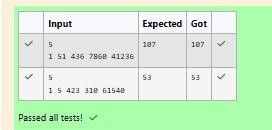 Input Expected Got
5 107 107
1 51 436 7860 41236
5 53 53
1 5 423 310 61540
Passed all tests!